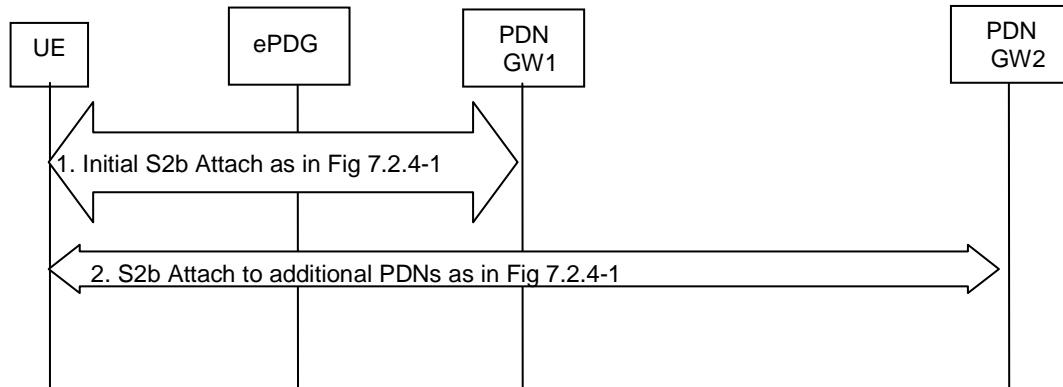 UE
ePDG
PDN
GW1
PDN
GW2
1. Initial S2b Attach as in Fig 7.2.4-1
2. S2b Attach to additional PDNs as in Fig 7.2.4-1